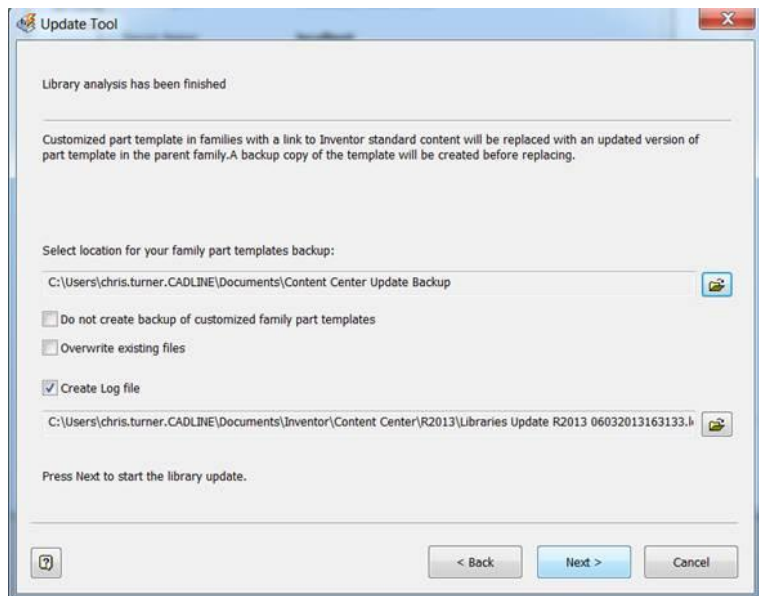 Update Tool
Library analysis has been finished
Customized part template in families with a link to Inventor standard content will be replaced with an updated version of
part template in the parent family.A backup copy of the template will be created before replacing.
Select location for your family part templates backup:
C:\Users\chris.turner.CADLINE\Documents\Content Center Update Backup
Do not create backup of customized family part templates
Overwrite existing files
Create Log file
C:\Users\chris.turner.CADLINE\Documents\Inventor\Content Center\R2013\Libraries Update R2013 06032013163133.l
Press Next to start the library update.
< Back Next > Cancel